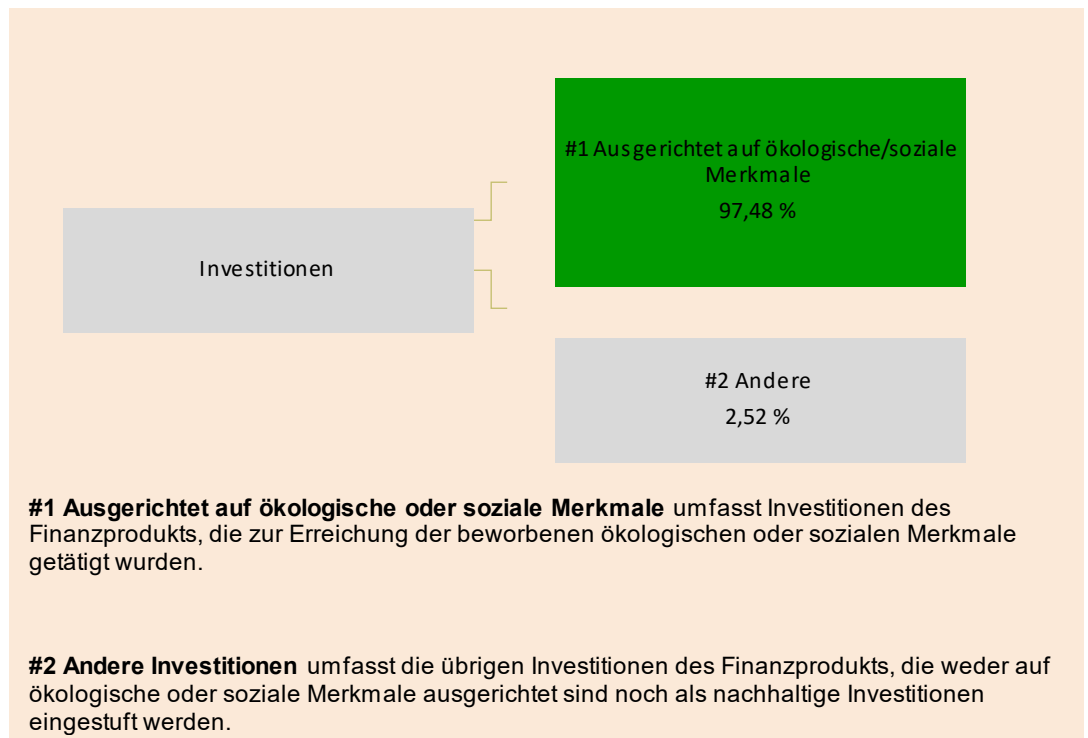 #1 Ausgerichtet auf ökologische/soziale
Merkmale
97,48 %
Investitionen
#2 Andere
2,52 %
#1 Ausgerichtet auf ökologische oder soziale Merkmale umfasst Investitionen des
Finanzprodukts, die zur Erreichung der beworbenen ökologischen oder sozialen Merkmale
getätigt wurden.
#2 Andere Investitionen umfasst die übrigen Investitionen des Finanzprodukts, die weder auf
ökologische oder soziale Merkmale ausgerichtet sind noch als nachhaltige Investitionen
eingestuft werden.